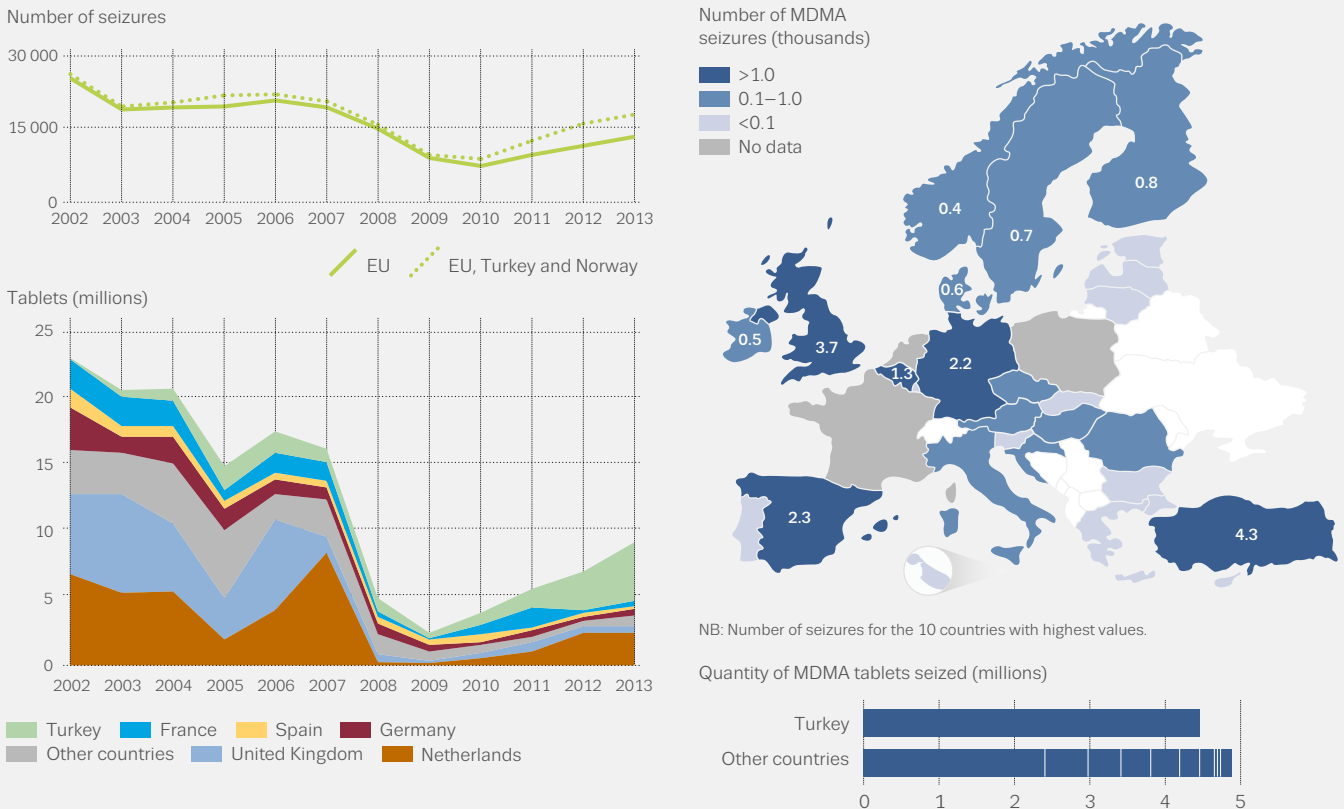 Number of seizures
30 000
15 000
0
2002 2003 2004 2005 2006 2007 2008 2009 2010 2011 2012 2013
EU EU, Turkey and Norway
Tablets (millions)
25
20
15
10
5
0
2002 2003 2004 2005 2006 2007 2008 2009 2010 2011 2012 2013
Turkey France Spain Germany
Other countries United Kingdom Netherlands
Number of MDMA
seizures (thousands)
>1.0
0.1–1.0
<0.1
No data
0.8
0.4
0.7
0.6
0.5
3.7
2.2
1.3
2.3
4.3
NB: Number of seizures for the 10 countries with highest values.
Quantity of MDMA tablets seized (millions)
Turkey
Other countries
0 1 2 3 4 5